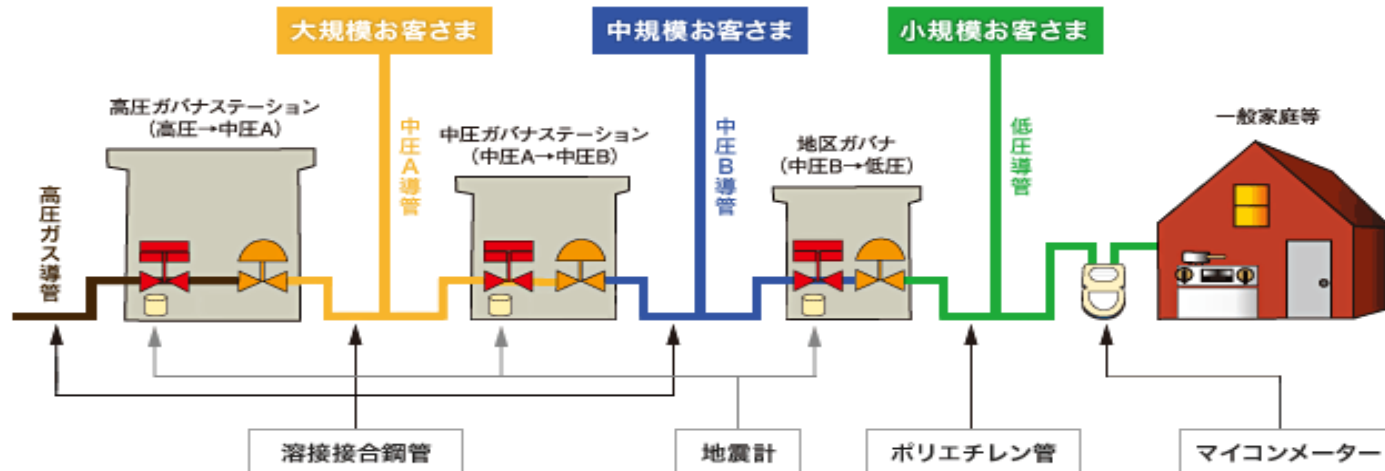 大規模お客さま
中規模お客さま
小規模お客さま
高圧ガバナステーション
(高圧→中圧A)
中圧ガバナステーション
(中圧A→中圧B)
地区ガバナ
(中圧B→低圧)
一般家庭等
高圧ガス導管
中圧A導管
中圧B導管
低圧導管
溶接接合鋼管
地震計
ポリエチレン管
マイコンメーター